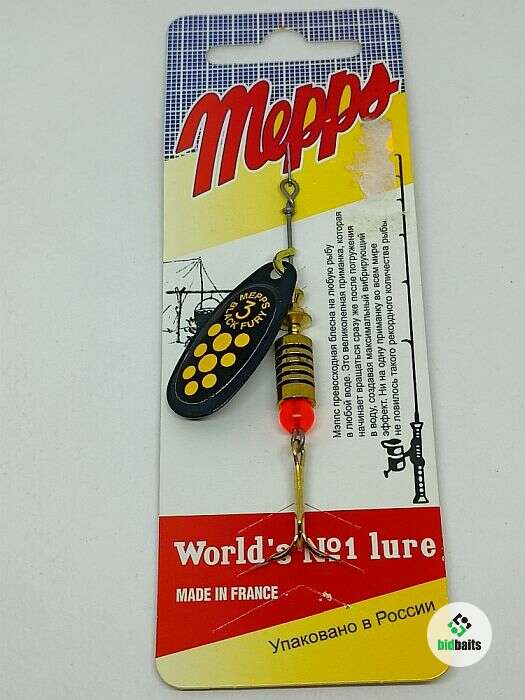 Mepps
MEPPS
3
BLACK FURY
Мэппс превосходная блесна на любую рыбу
в любой воде. Это великолепная приманка, которая
начинает вращаться сразу же после погружения
в воду, создавая максимальный вибрирующий
эффект. Ни на одну приманку во всем мире
не ловилось такого рекордного количества рыбы
World's №1 lure
MADE IN FRANCE
Упаковано в России
bidbaits